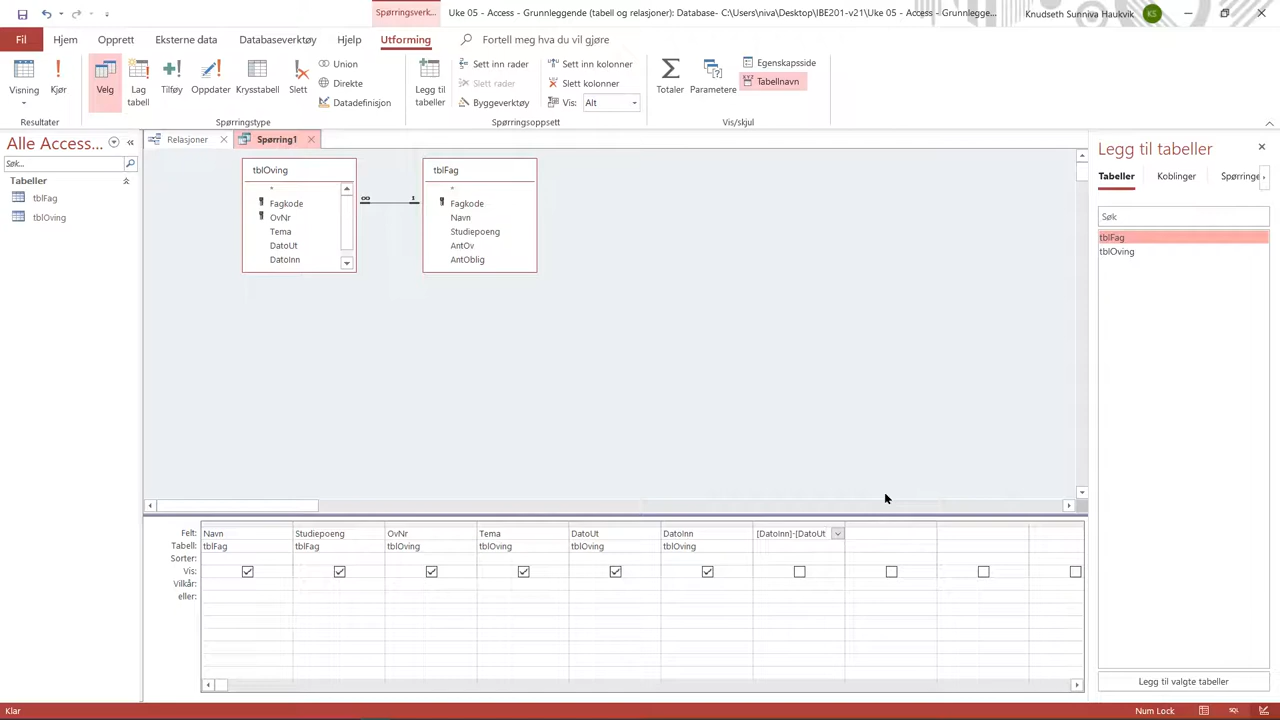 Spørringsverk... Uke 05 - Access - Grunnleggende (tabell og relasjoner): Database- C:\Users\niva\Desktop\IBE201-v21\Uke 05 - Access - Grunnlegge... Knudseth Sunniva Haukvik KS
Fil Hjem Opprett Eksterne data Databaseverktøy Hjelp Utforming Fortell meg hva du vil gjøre
Visning Kjør Velg Lag tabell Tilføy Oppdater Krysstabell Slett Union Direkte Datadefinisjon
Legg til tabeller Sett inn rader Slett rader Byggeverktøy Sett inn kolonner Slett kolonner Vis: Alt
Totaler Parametere Egenskapsside Tabellnavn
Resultater Spørringstype Spørringsoppsett Vis/skjul
Alle Access...
Søk...
Tabeller
tblFag
tblOving
Relasjoner Spørring1
tblOving
*
Fagkode
OvNr
Tema
DatoUt
DatoInn
∞ 1
tblFag
*
Fagkode
Navn
Studiepoeng
AntOv
AntOblig
Legg til tabeller
Tabeller Koblinger Spørringe
Søk
tblFag
tblOving
Legg til valgte tabeller
Felt: Navn Studiepoeng OvNr Tema DatoUt DatoInn [DatoInn]-[DatoUt
Tabell: tblFag tblFag tblOving tblOving tblOving tblOving
Sorter:
Vis:
Vilkår:
eller:
Klar Num Lock SQL